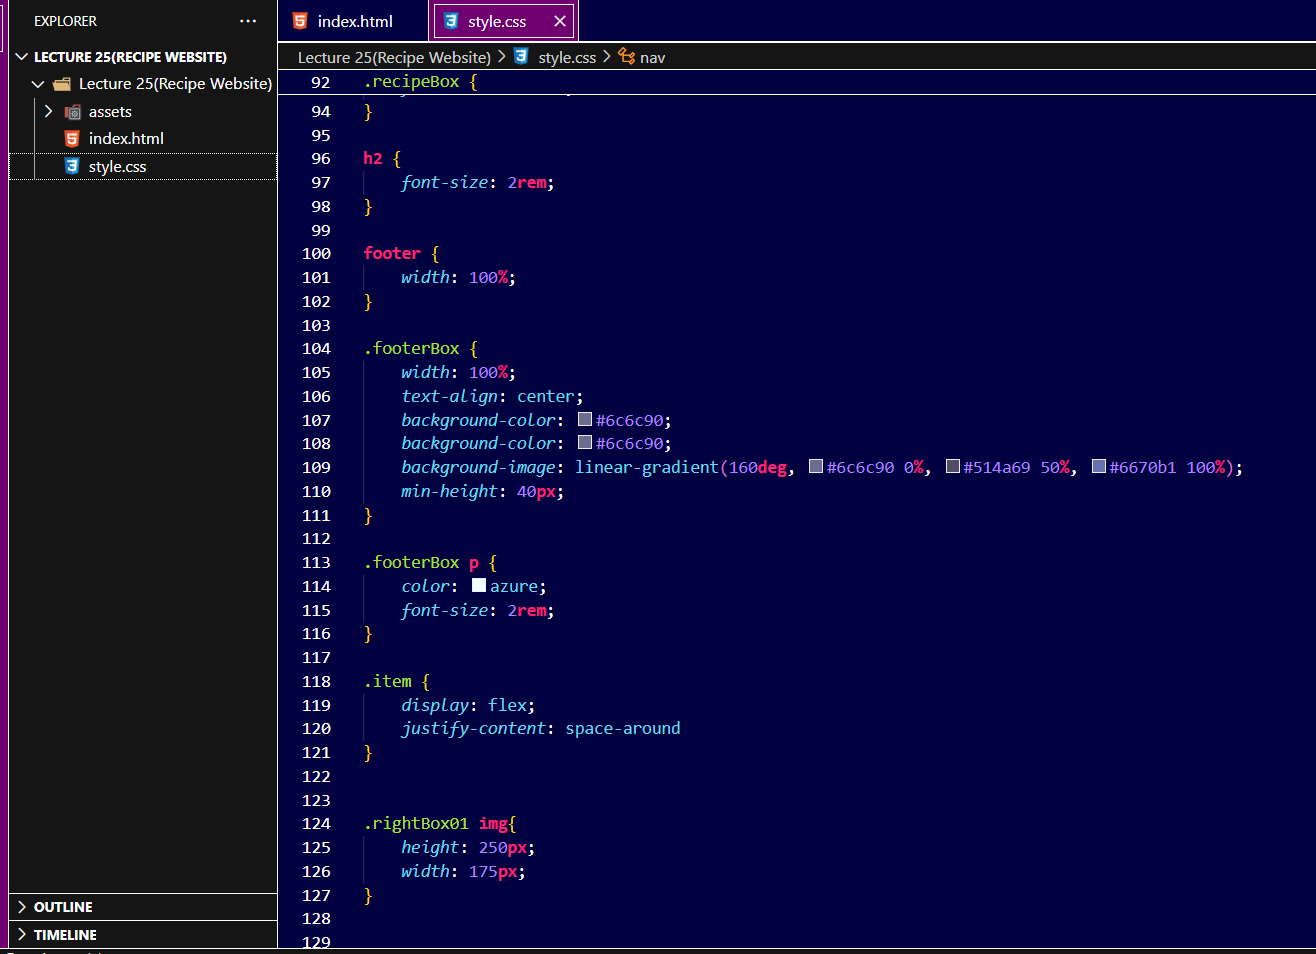 EXPLORER
index.html
style.css
LECTURE 25(RECIPE WEBSITE)
Lecture 25(Recipe Website)
assets
index.html
style.css
OUTLINE
TIMELINE
Lecture 25(Recipe Website) > style.css > nav
92 .recipeBox {
94 }
95
96 h2 {
97 font-size: 2rem;
98 }
99
100 footer {
101 width: 100%;
102 }
103
104 .footerBox {
105 width: 100%;
106 text-align: center;
107 background-color: #6c6c90;
108 background-color: #6c6c90;
109 background-image: linear-gradient(160deg, #6c6c90 0%, #514a69 50%, #6670b1 100%);
110 min-height: 40px;
111 }
112
113 .footerBox p {
114 color: azure;
115 font-size: 2rem;
116 }
117
118 .item {
119 display: flex;
120 justify-content: space-around
121 }
122
123
124 .rightBox01 img{
125 height: 250px;
126 width: 175px;
127 }
128
129